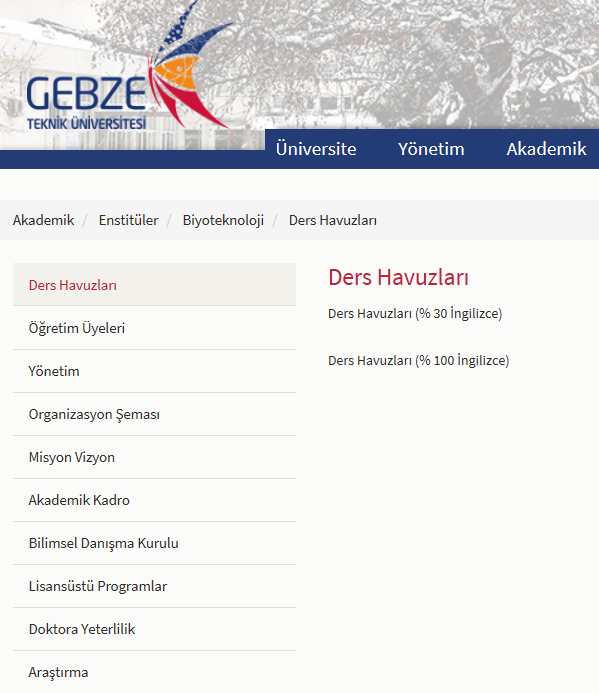 GEBZE
TEKNİK ÜNİVERSİTESİ
Üniversite Yönetim Akademik
Akademik / Enstitüler / Biyoteknoloji / Ders Havuzları
Ders Havuzları
Öğretim Üyeleri
Yönetim
Organizasyon Şeması
Misyon Vizyon
Akademik Kadro
Bilimsel Danışma Kurulu
Lisansüstü Programlar
Doktora Yeterlilik
Araştırma
Ders Havuzları
Ders Havuzları (% 30 İngilizce)
Ders Havuzları (% 100 İngilizce)